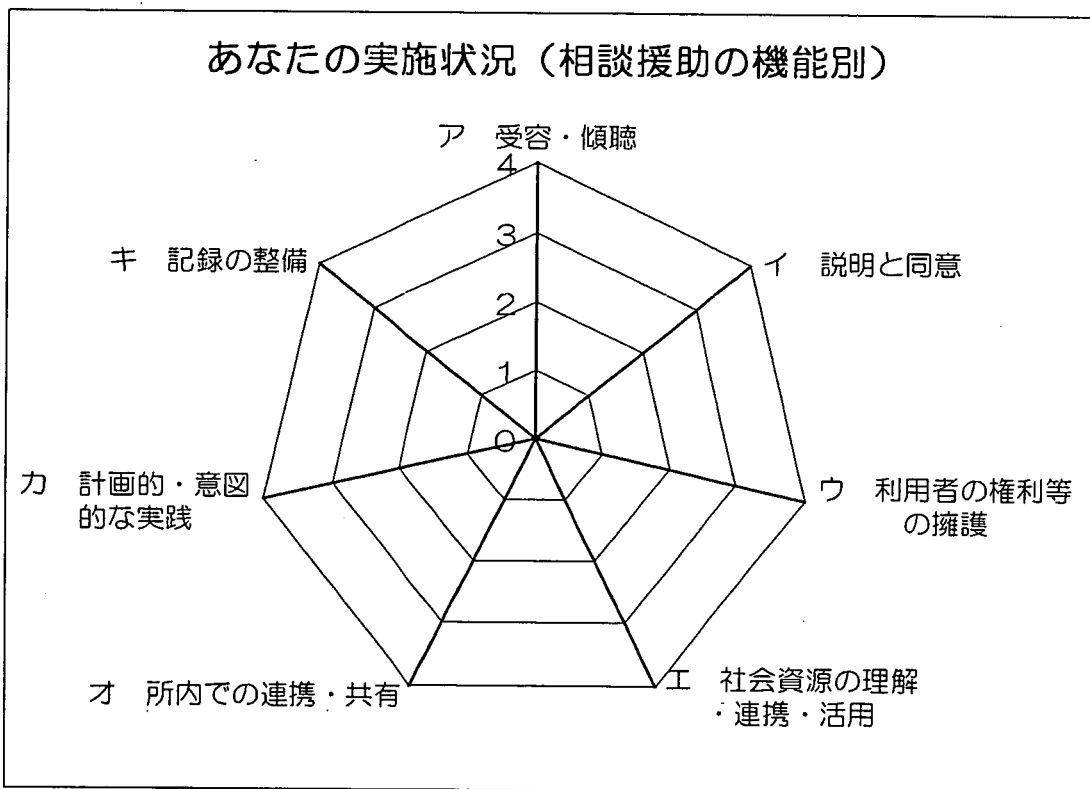 あなたの実施状況（相談援助の機能別）
ア　受容・傾聴
4
3
2
1
0
キ　記録の整備
イ　説明と同意
カ　計画的・意図
的な実践
ウ　利用者の権利等
の擁護
オ　所内での連携・共有
エ　社会資源の理解
・連携・活用